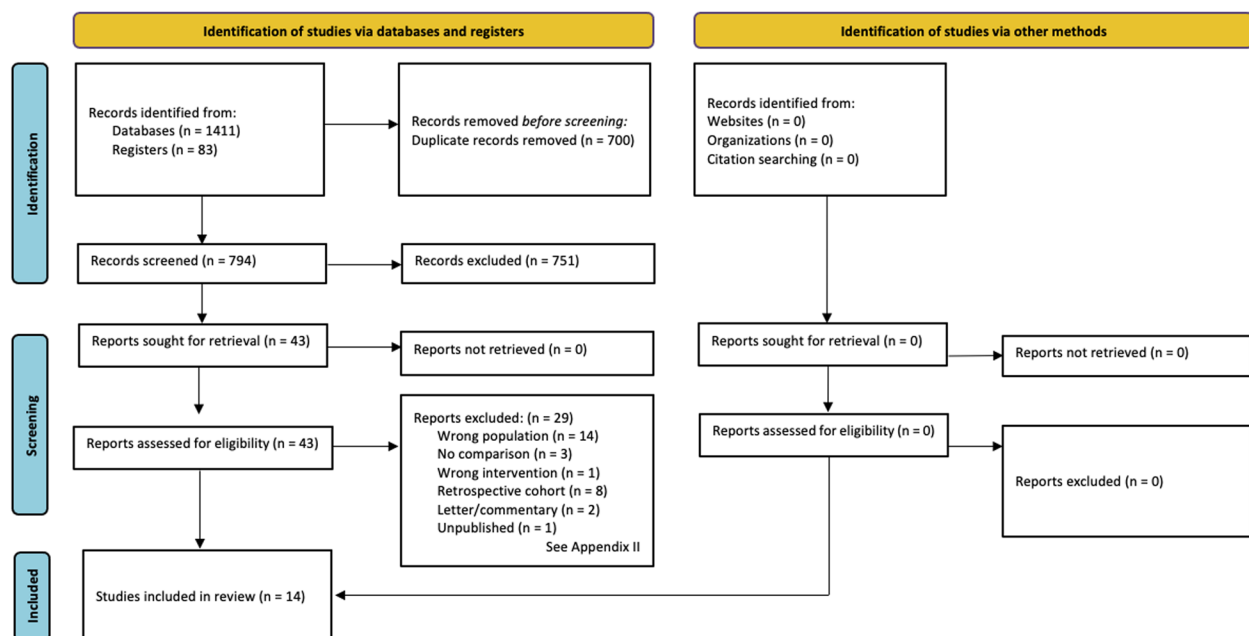 Identification of studies via databases and registers
Identification of studies via other methods
Identification
Records identified from:
Databases (n = 1411)
Registers (n = 83)
Records removed before screening:
Duplicate records removed (n = 700)
Records identified from:
Websites (n = 0)
Organizations (n = 0)
Citation searching (n = 0)
Records screened (n = 794)
Records excluded (n = 751)
Screening
Reports sought for retrieval (n = 43)
Reports not retrieved (n = 0)
Reports sought for retrieval (n = 0)
Reports not retrieved (n = 0)
Reports assessed for eligibility (n = 43)
Reports excluded: (n = 29)
Wrong population (n = 14)
No comparison (n = 3)
Wrong intervention (n = 1)
Retrospective cohort (n = 8)
Letter/commentary (n = 2)
Unpublished (n = 1)
See Appendix II
Reports assessed for eligibility (n = 0)
Reports excluded (n = 0)
Included
Studies included in review (n = 14)